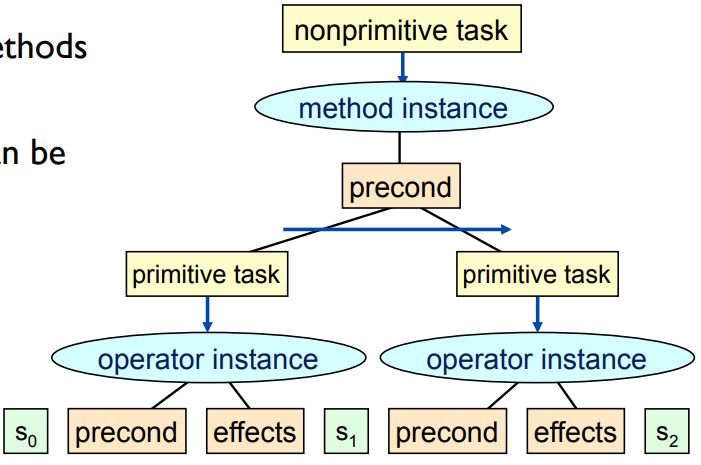 nonprimitive task
ethods
method instance
n be
precond
primitive task primitive task
operator instance operator instance
s₀ precond effects s₁ precond effects s₂